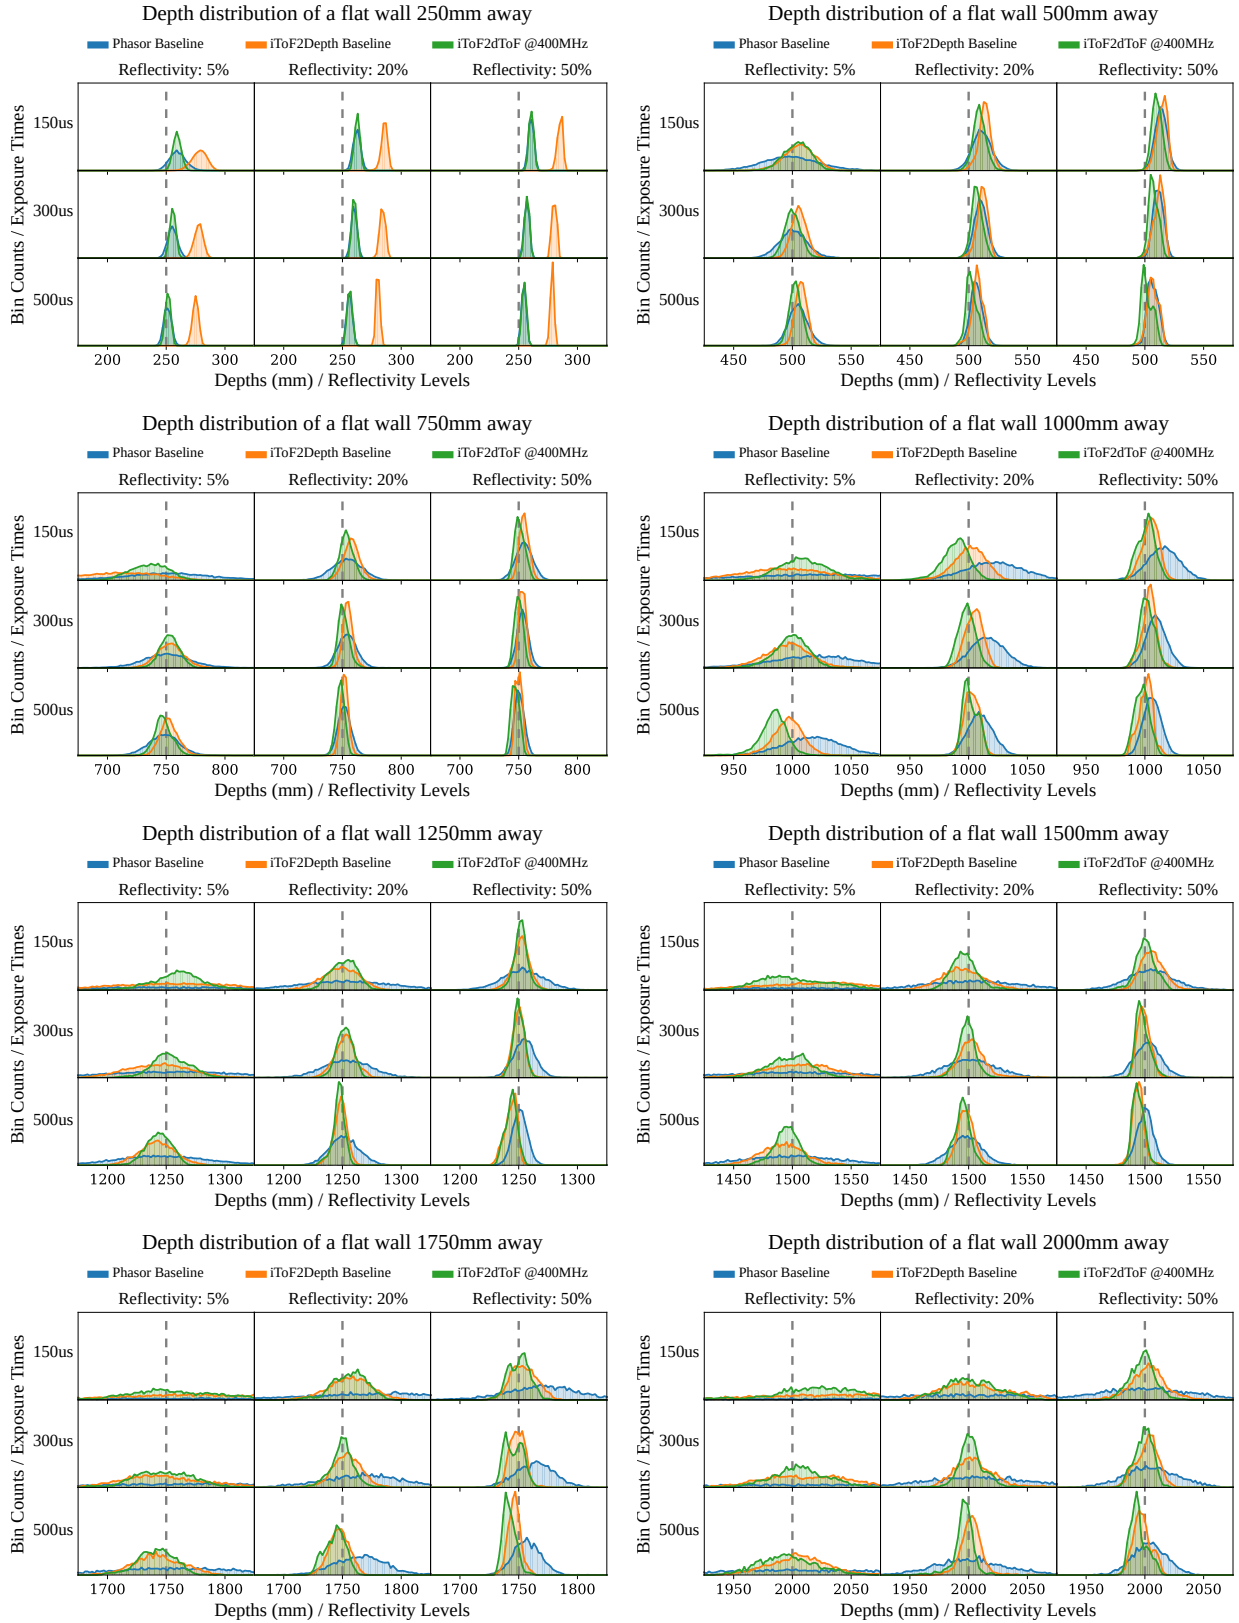 Depth distribution of a flat wall 250mm away
Phasor Baseline iToF2Depth Baseline iToF2dToF @400MHz
Reflectivity: 5% Reflectivity: 20% Reflectivity: 50%
Bin Counts / Exposure Times
150us
300us
500us
200 250 300 200 250 300 200 250 300
Depths (mm) / Reflectivity Levels
Depth distribution of a flat wall 500mm away
Phasor Baseline iToF2Depth Baseline iToF2dToF @400MHz
Reflectivity: 5% Reflectivity: 20% Reflectivity: 50%
Bin Counts / Exposure Times
150us
300us
500us
450 500 550 450 500 550 450 500 550
Depths (mm) / Reflectivity Levels
Depth distribution of a flat wall 750mm away
Phasor Baseline iToF2Depth Baseline iToF2dToF @400MHz
Reflectivity: 5% Reflectivity: 20% Reflectivity: 50%
Bin Counts / Exposure Times
150us
300us
500us
700 750 800 700 750 800 700 750 800
Depths (mm) / Reflectivity Levels
Depth distribution of a flat wall 1000mm away
Phasor Baseline iToF2Depth Baseline iToF2dToF @400MHz
Reflectivity: 5% Reflectivity: 20% Reflectivity: 50%
Bin Counts / Exposure Times
150us
300us
500us
950 1000 1050 950 1000 1050 950 1000 1050
Depths (mm) / Reflectivity Levels
Depth distribution of a flat wall 1250mm away
Phasor Baseline iToF2Depth Baseline iToF2dToF @400MHz
Reflectivity: 5% Reflectivity: 20% Reflectivity: 50%
Bin Counts / Exposure Times
150us
300us
500us
1200 1250 1300 1200 1250 1300 1200 1250 1300
Depths (mm) / Reflectivity Levels
Depth distribution of a flat wall 1500mm away
Phasor Baseline iToF2Depth Baseline iToF2dToF @400MHz
Reflectivity: 5% Reflectivity: 20% Reflectivity: 50%
Bin Counts / Exposure Times
150us
300us
500us
1450 1500 1550 1450 1500 1550 1450 1500 1550
Depths (mm) / Reflectivity Levels
Depth distribution of a flat wall 1750mm away
Phasor Baseline iToF2Depth Baseline iToF2dToF @400MHz
Reflectivity: 5% Reflectivity: 20% Reflectivity: 50%
Bin Counts / Exposure Times
150us
300us
500us
1700 1750 1800 1700 1750 1800 1700 1750 1800
Depths (mm) / Reflectivity Levels
Depth distribution of a flat wall 2000mm away
Phasor Baseline iToF2Depth Baseline iToF2dToF @400MHz
Reflectivity: 5% Reflectivity: 20% Reflectivity: 50%
Bin Counts / Exposure Times
150us
300us
500us
1950 2000 2050 1950 2000 2050 1950 2000 2050
Depths (mm) / Reflectivity Levels